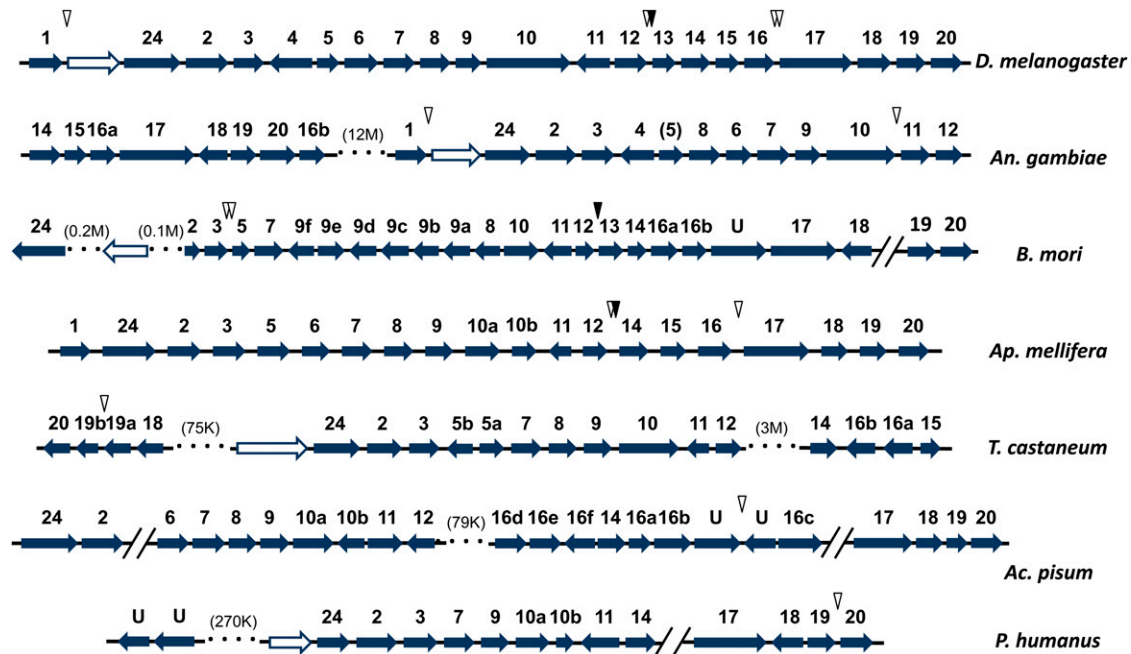 1 24 2 3 4 5 6 7 8 9 10 11 12 13 14 15 16 17 18 19 20
D. melanogaster
14 15 16a 17 18 19 20 16b (12M) 1 24 2 3 4 (5) 8 6 7 9 10 11 12
An. gambiae
24 (0.2M) (0.1M) 2 3 5 7 9f 9e 9d 9c 9b 9a 8 10 11 12 13 14 16a 16b U 17 18 19 20
B. mori
1 24 2 3 5 6 7 8 9 10a 10b 11 12 14 15 16 17 18 19 20
Ap. mellifera
20 19b 19a 18 (75K) 24 2 3 5b 5a 7 8 9 10 11 12 (3M) 14 16b 16a 15
T. castaneum
24 2 6 7 8 9 10a 10b 11 12 (79K) 16d 16e 16f 14 16a 16b U U 16c 17 18 19 20
Ac. pisum
U U (270K) 24 2 3 7 9 10a 10b 11 14 17 18 19 20
P. humanus